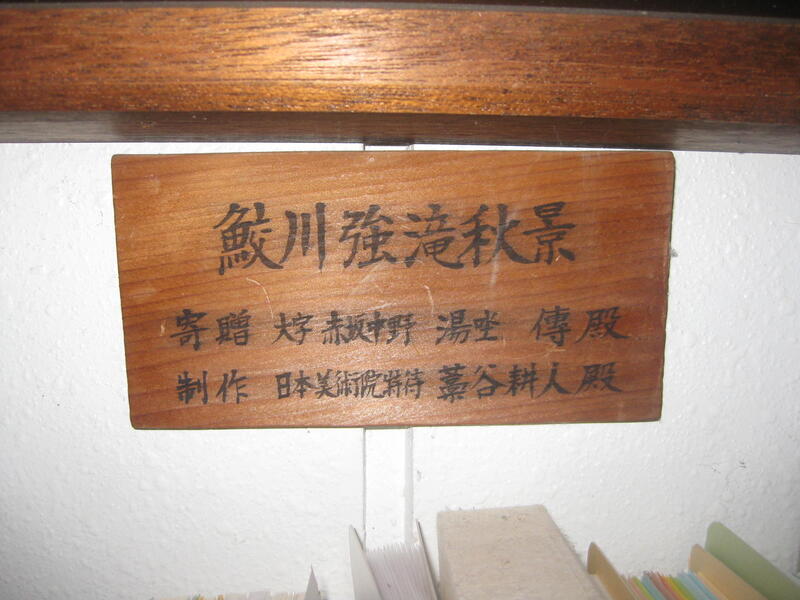 鮫川強滝秋景
寄贈 大字 赤坂中野 湯坐 傳殿
制作 日本美術院特待 藁谷耕人殿